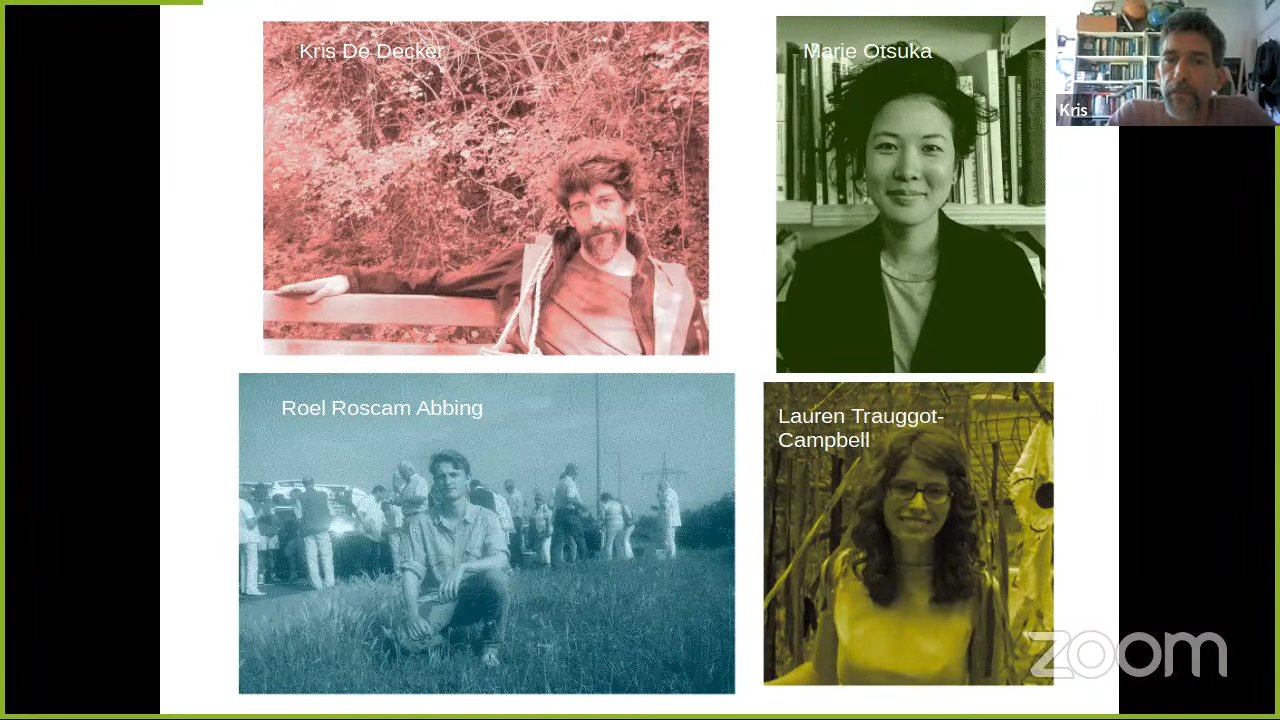 Kris De Decker
Marie Otsuka
Kris
Roel Roscam Abbing
Lauren Trauggot-
Campbell
zoom